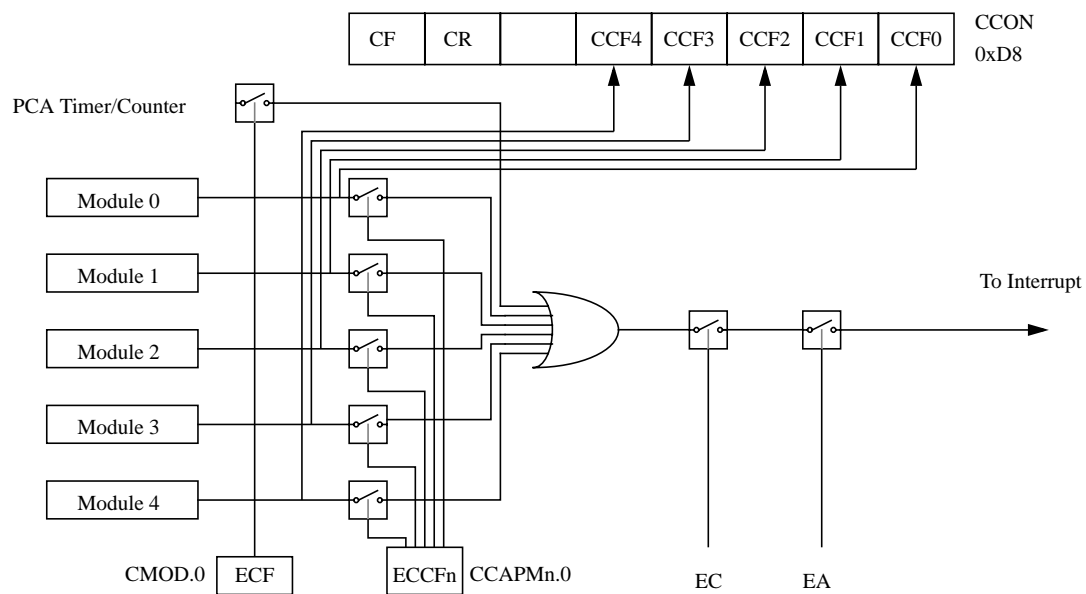 CF CR CCF4 CCF3 CCF2 CCF1 CCF0
CCON
0xD8
PCA Timer/Counter
Module 0
Module 1
To Interrupt
Module 2
Module 3
Module 4
CMOD.0 ECF ECCFn CCAPMn.0 EC EA